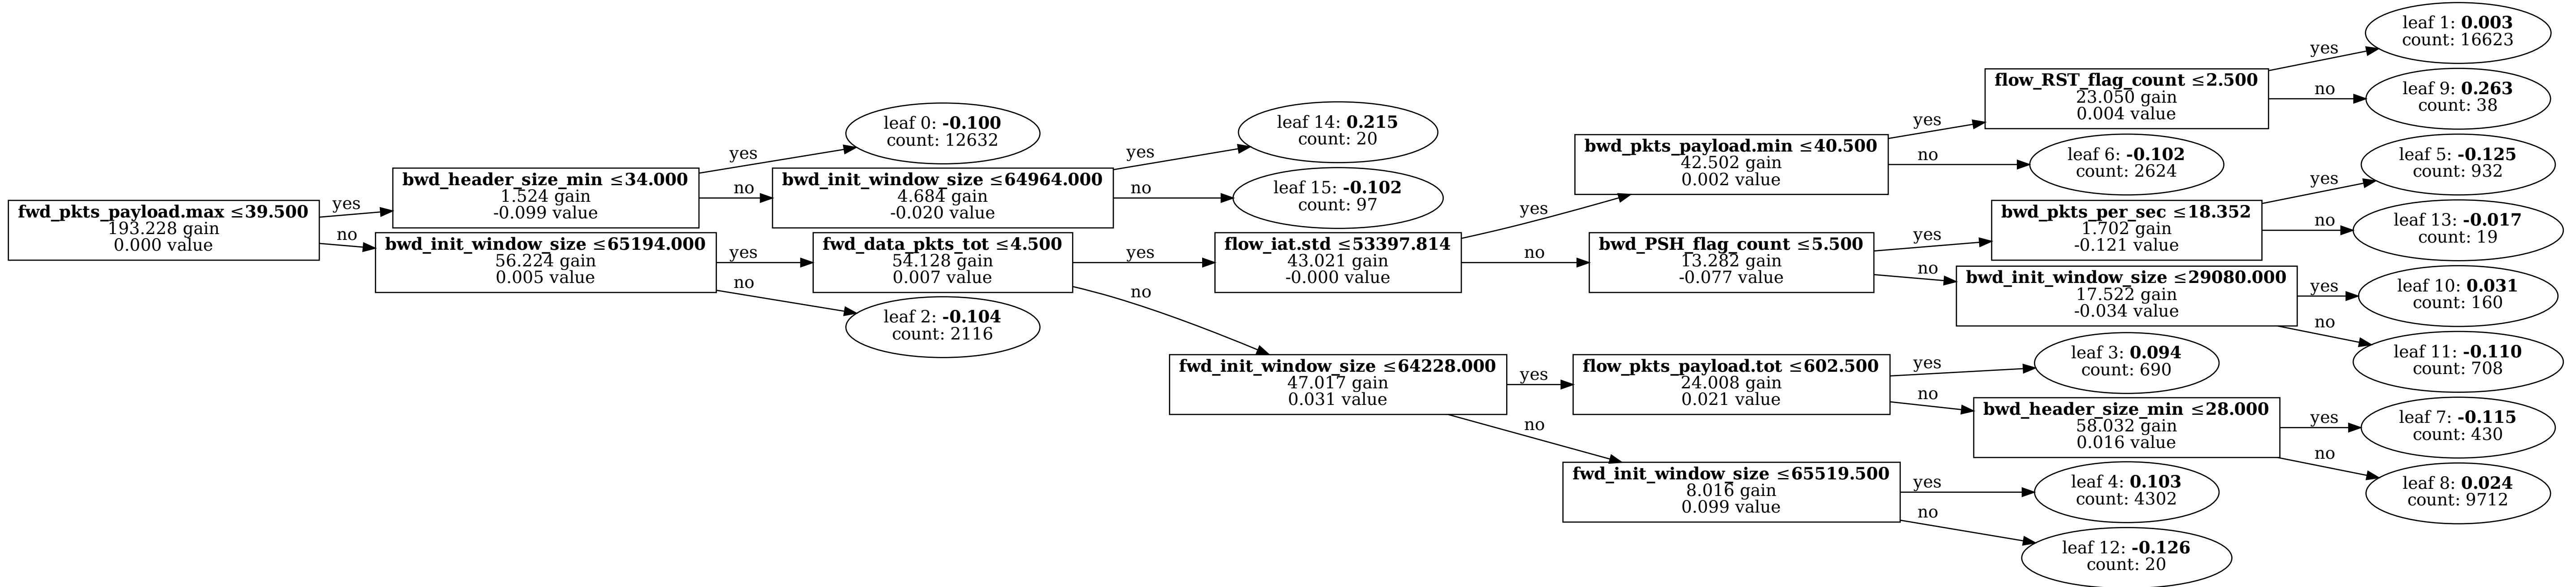 fwd_pkts_payload.max ≤39.500
193.228 gain
0.000 value
yes
no
bwd_header_size_min ≤34.000
1.524 gain
-0.099 value
yes
no
bwd_init_window_size ≤65194.000
56.224 gain
0.005 value
yes
no
leaf 0: -0.100
count: 12632
bwd_init_window_size ≤64964.000
4.684 gain
-0.020 value
yes
no
fwd_data_pkts_tot ≤4.500
54.128 gain
0.007 value
yes
no
leaf 2: -0.104
count: 2116
leaf 14: 0.215
count: 20
leaf 15: -0.102
count: 97
flow_iat.std ≤53397.814
43.021 gain
-0.000 value
yes
no
fwd_init_window_size ≤64228.000
47.017 gain
0.031 value
yes
no
bwd_pkts_payload.min ≤40.500
42.502 gain
0.002 value
yes
no
bwd_PSH_flag_count ≤5.500
13.282 gain
-0.077 value
yes
no
flow_pkts_payload.tot ≤602.500
24.008 gain
0.021 value
yes
no
fwd_init_window_size ≤65519.500
8.016 gain
0.099 value
yes
no
flow_RST_flag_count ≤2.500
23.050 gain
0.004 value
yes
no
leaf 6: -0.102
count: 2624
bwd_pkts_per_sec ≤18.352
1.702 gain
-0.121 value
yes
no
bwd_init_window_size ≤29080.000
17.522 gain
-0.034 value
yes
no
leaf 3: 0.094
count: 690
bwd_header_size_min ≤28.000
58.032 gain
0.016 value
yes
no
leaf 4: 0.103
count: 4302
leaf 12: -0.126
count: 20
leaf 1: 0.003
count: 16623
leaf 9: 0.263
count: 38
leaf 5: -0.125
count: 932
leaf 13: -0.017
count: 19
leaf 10: 0.031
count: 160
leaf 11: -0.110
count: 708
leaf 7: -0.115
count: 430
leaf 8: 0.024
count: 9712